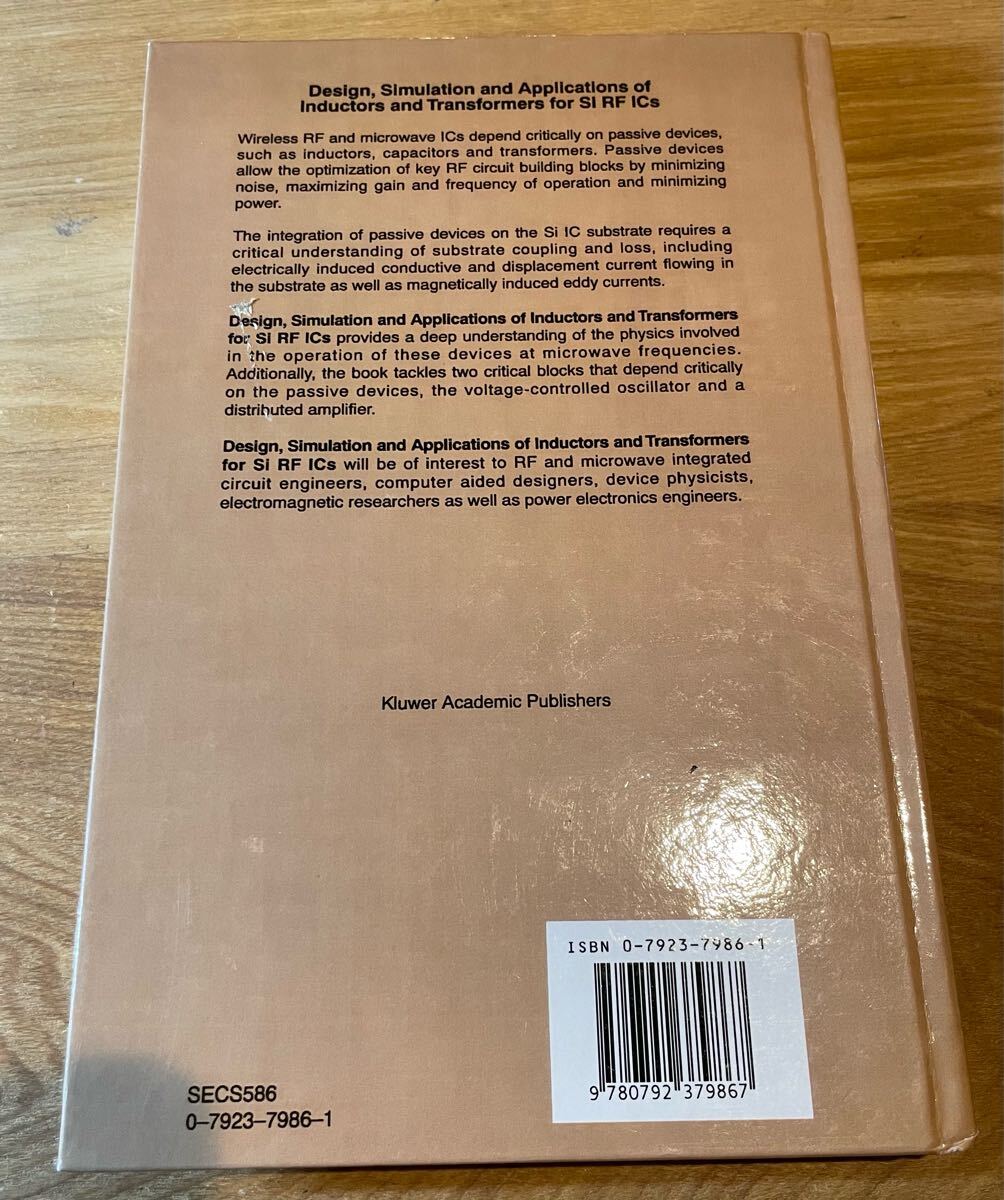 Design, Simulation and Applications of
Inductors and Transformers for Si RF ICs
Wireless RF and microwave ICs depend critically on passive devices,
such as inductors, capacitors and transformers. Passive devices
allow the optimization of key RF circuit building blocks by minimizing
noise, maximizing gain and frequency of operation and minimizing
power.
The integration of passive devices on the Si IC substrate requires a
critical understanding of substrate coupling and loss, including
electrically induced conductive and displacement current flowing in
the substrate as well as magnetically induced eddy currents.
Design, Simulation and Applications of Inductors and Transformers
for Si RF ICs provides a deep understanding of the physics involved
in the operation of these devices at microwave frequencies.
Additionally, the book tackles two critical blocks that depend critically
on the passive devices, the voltage-controlled oscillator and a
distributed amplifier.
Design, Simulation and Applications of Inductors and Transformers
for Si RF ICs will be of interest to RF and microwave integrated
circuit engineers, computer aided designers, device physicists,
electromagnetic researchers as well as power electronics engineers.
Kluwer Academic Publishers
ISBN 0-7923-7986-1
9 780792 379867
SECS586
0-7923-7986-1